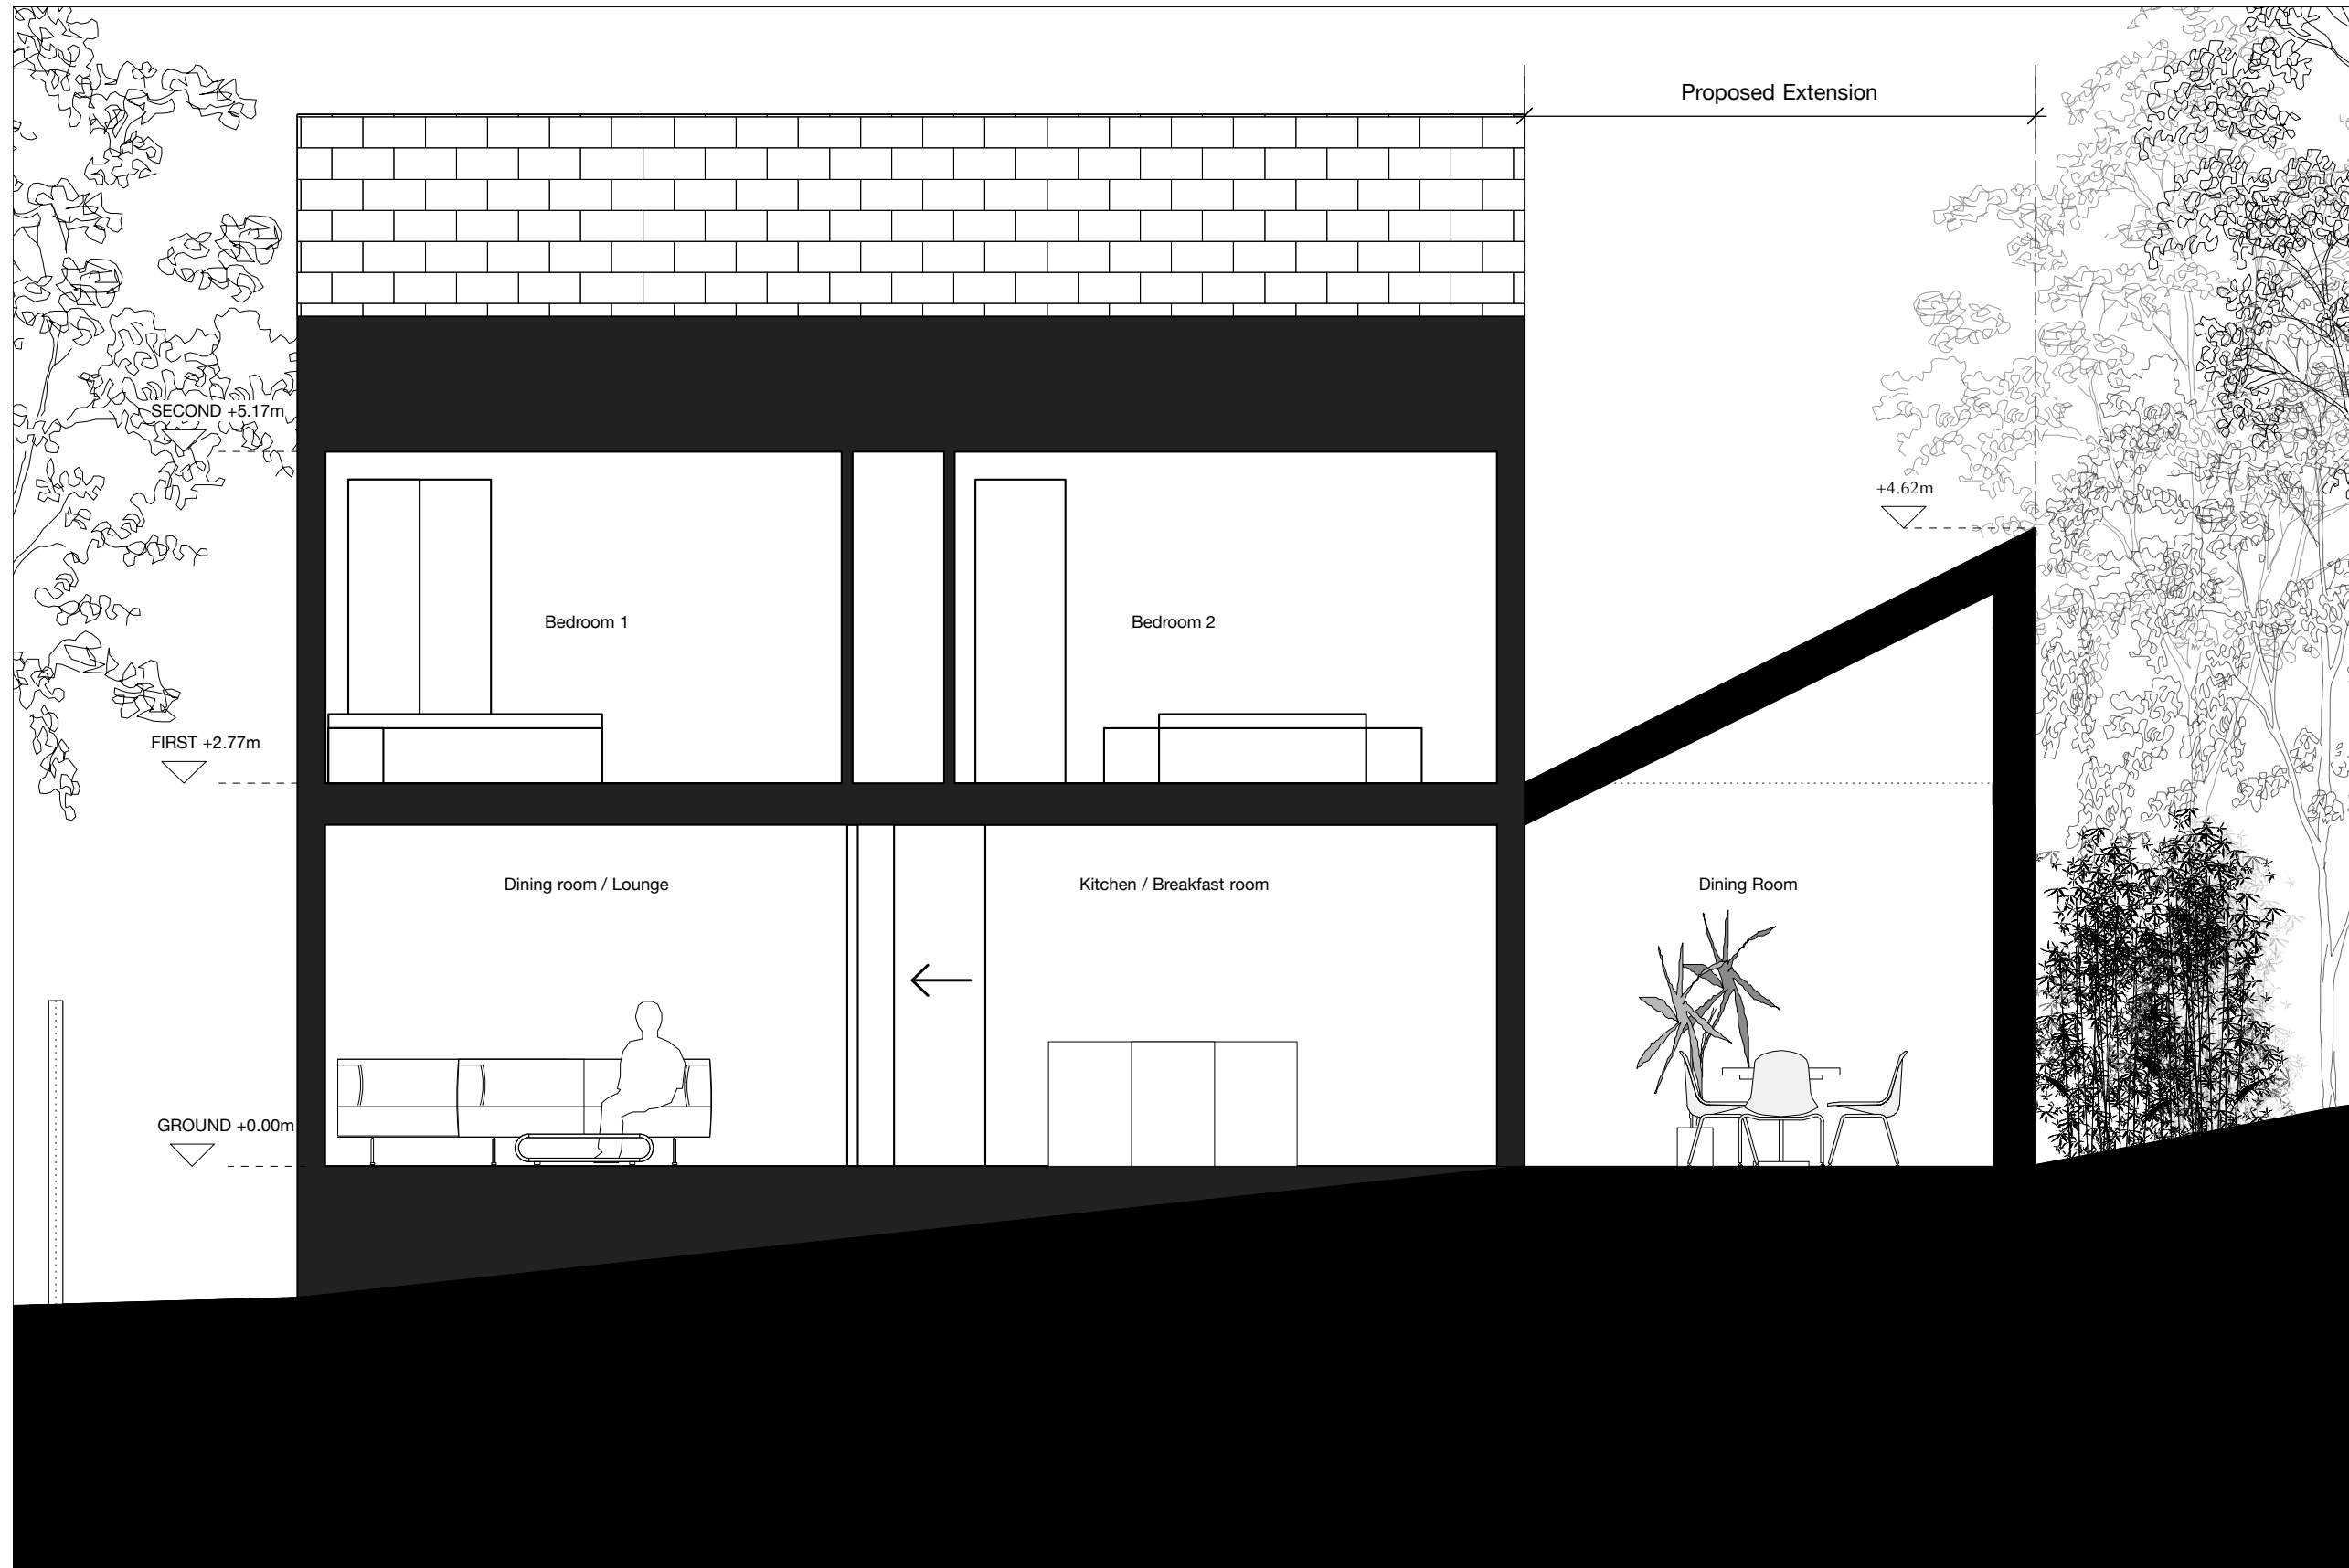 Proposed Extension
SECOND +5.17m
+4.62m
Bedroom 1
Bedroom 2
FIRST +2.77m
Dining room / Lounge
Kitchen / Breakfast room
Dining Room
GROUND +0.00m